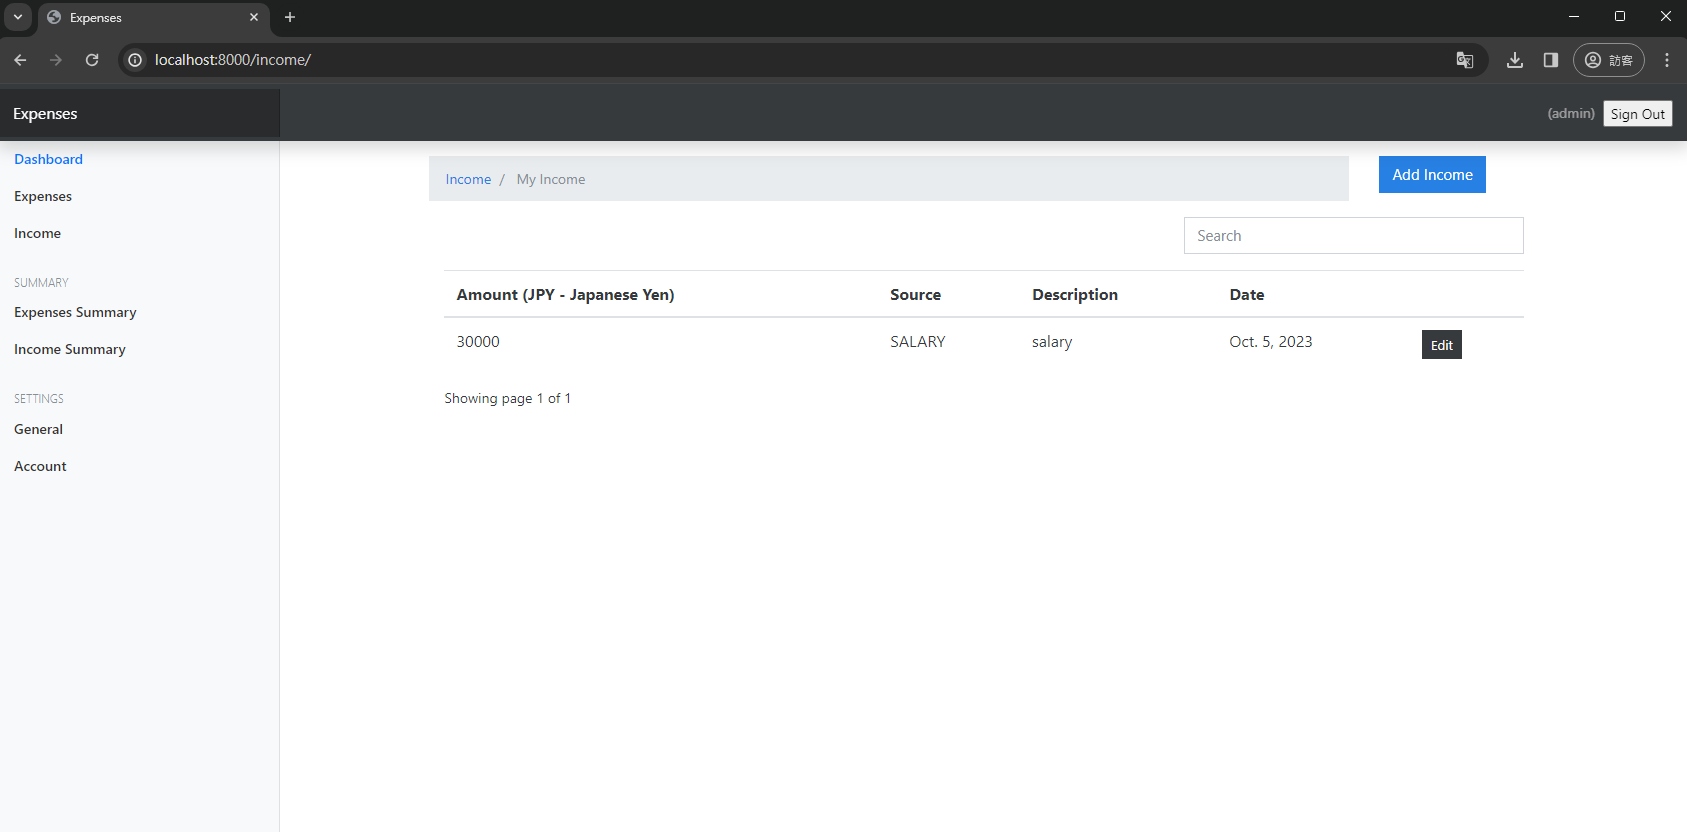 Expenses
localhost:8000/income/
訪客
Expenses
(admin) Sign Out
Dashboard
Expenses
Income
SUMMARY
Expenses Summary
Income Summary
SETTINGS
General
Account
Income / My Income
Add Income
Search
Amount (JPY - Japanese Yen) Source Description Date
30000 SALARY salary Oct. 5, 2023 Edit
Showing page 1 of 1